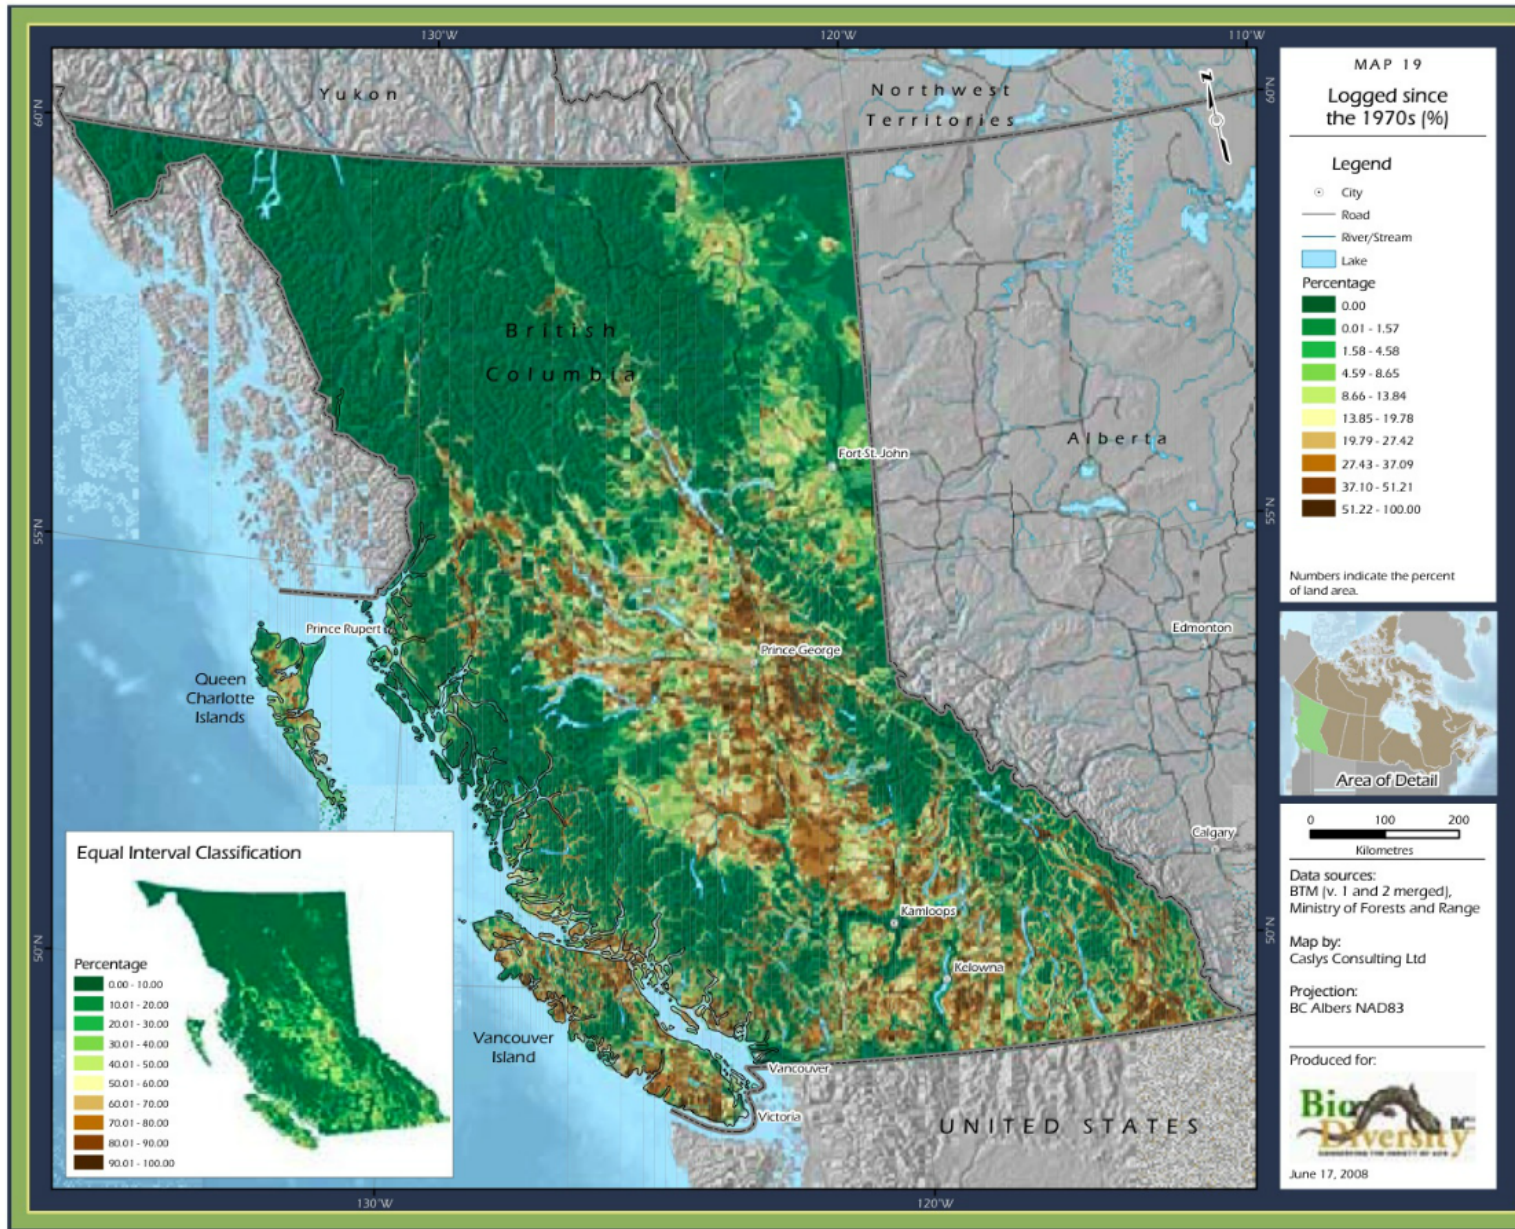 130°W
120°W
110°W
60°N
60°N
Yukon
Northwest
Territories
British
Columbia
Fort St. John
Alberta
55°N
55°N
Prince Rupert
Prince George
Edmonton
Queen
Charlotte
Islands
Calgary
Kamloops
Kelowna
50°N
50°N
Vancouver
Island
Vancouver
Victoria
UNITED STATES
130°W
120°W
Equal Interval Classification
Percentage
0.00 - 10.00
10.01 - 20.00
20.01 - 30.00
30.01 - 40.00
40.01 - 50.00
50.01 - 60.00
60.01 - 70.00
70.01 - 80.00
80.01 - 90.00
90.01 - 100.00
MAP 19
Logged since
the 1970s (%)
N
Legend
City
Road
River/Stream
Lake
Percentage
0.00
0.01 - 1.57
1.58 - 4.58
4.59 - 8.65
8.66 - 13.84
13.85 - 19.78
19.79 - 27.42
27.43 - 37.09
37.10 - 51.21
51.22 - 100.00
Numbers indicate the percent
of land area.
Area of Detail
0 100 200
Kilometres
Data sources:
BTM (v. 1 and 2 merged),
Ministry of Forests and Range
Map by:
Caslys Consulting Ltd
Projection:
BC Albers NAD83
Produced for:
Bio
Diversity BC
June 17, 2008